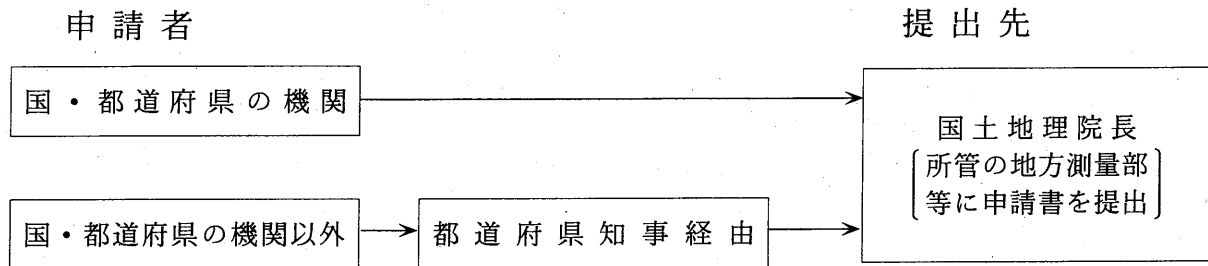 申請者
提出先
国・都道府県の機関
国土地理院長
所管の地方測量部
等に申請書を提出
国・都道府県の機関以外
都道府県知事経由